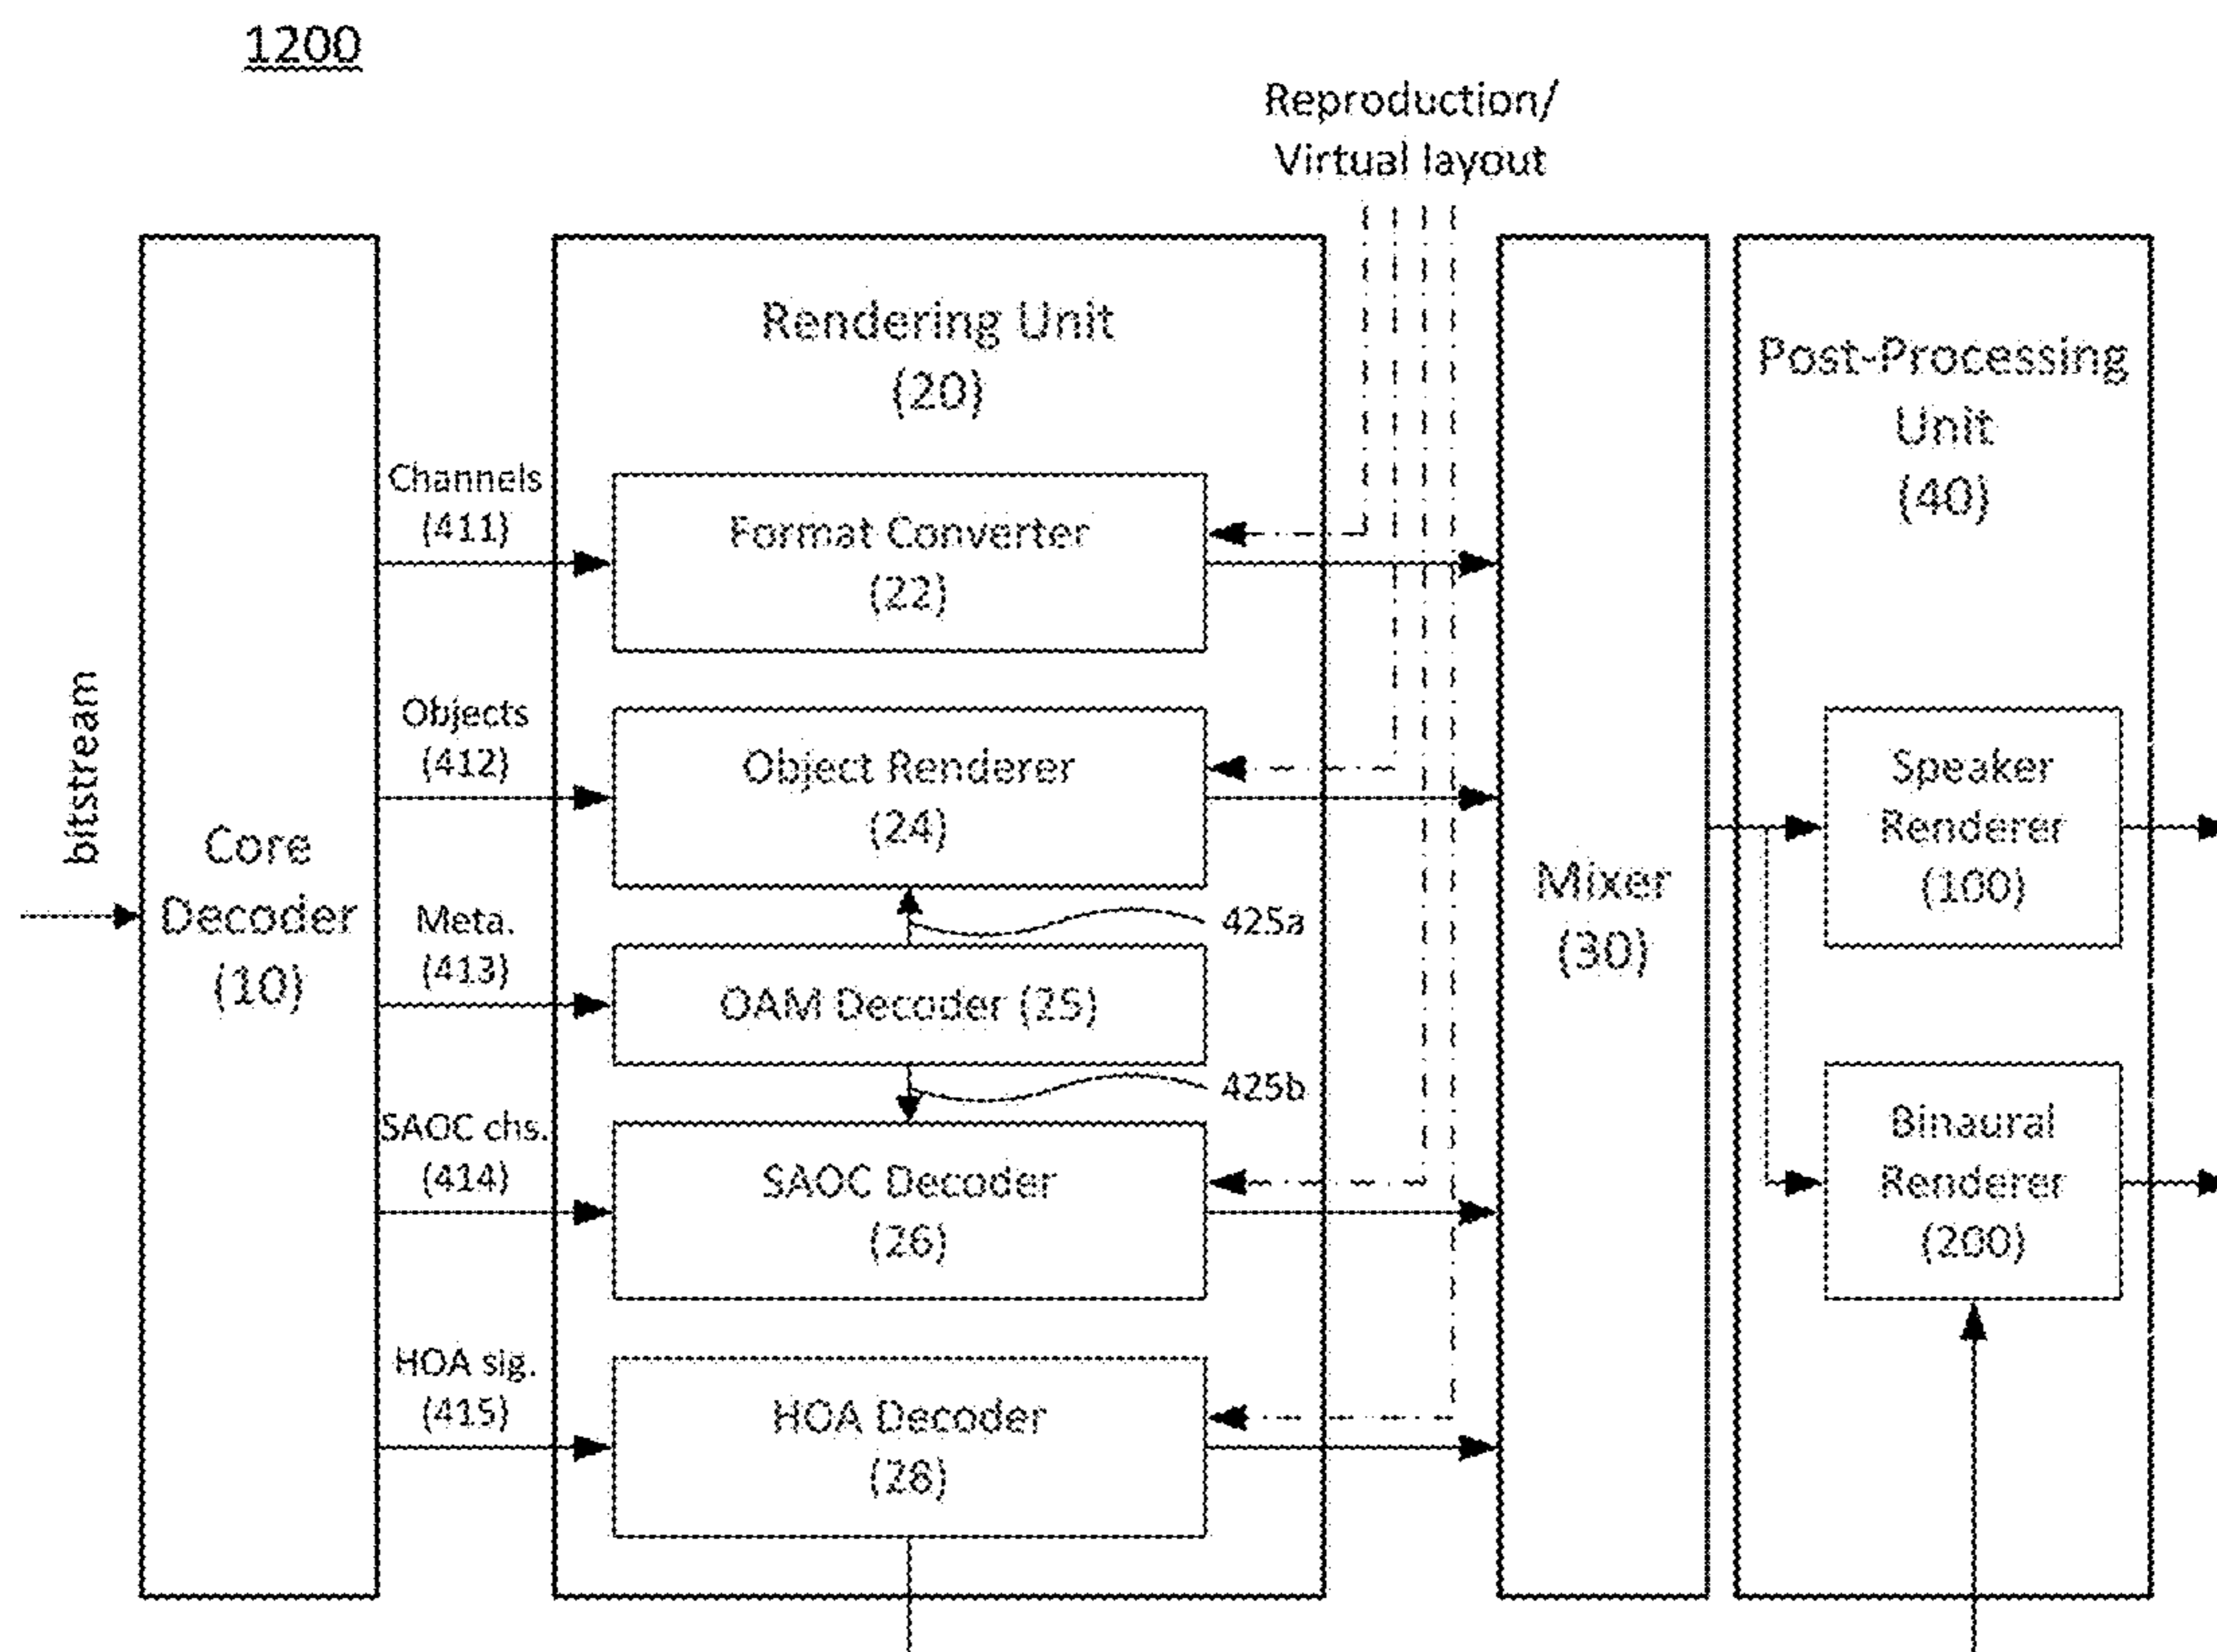 1200
Reproduction/
Virtual layout
bitstream
Core
Decoder
(10)
Channels
(411)
Objects
(412)
Meta.
(413)
SAOC chs.
(414)
HOA sig.
(415)
Rendering Unit
(20)
Format Converter
(22)
Object Renderer
(24)
425a
OAM Decoder (25)
425b
SAOC Decoder
(26)
HOA Decoder
(28)
Mixer
(30)
Post-Processing
Unit
(40)
Speaker
Renderer
(100)
Binaural
Renderer
(200)